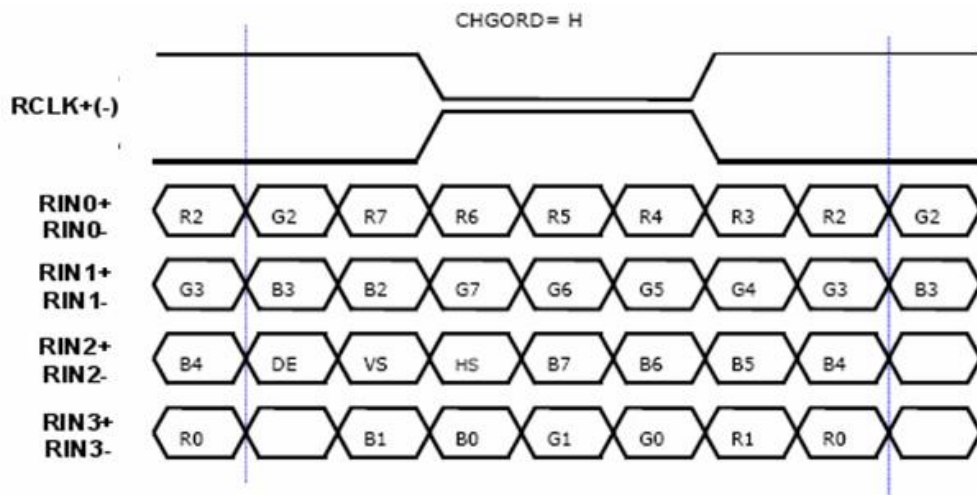 CHGORD= H
RCLK+(-)
RIN0+
RIN0-
R2 G2 R7 R6 R5 R4 R3 R2 G2
RIN1+
RIN1-
G3 B3 B2 G7 G6 G5 G4 G3 B3
RIN2+
RIN2-
B4 DE VS HS B7 B6 B5 B4
RIN3+
RIN3-
R0 B1 B0 G1 G0 R1 R0